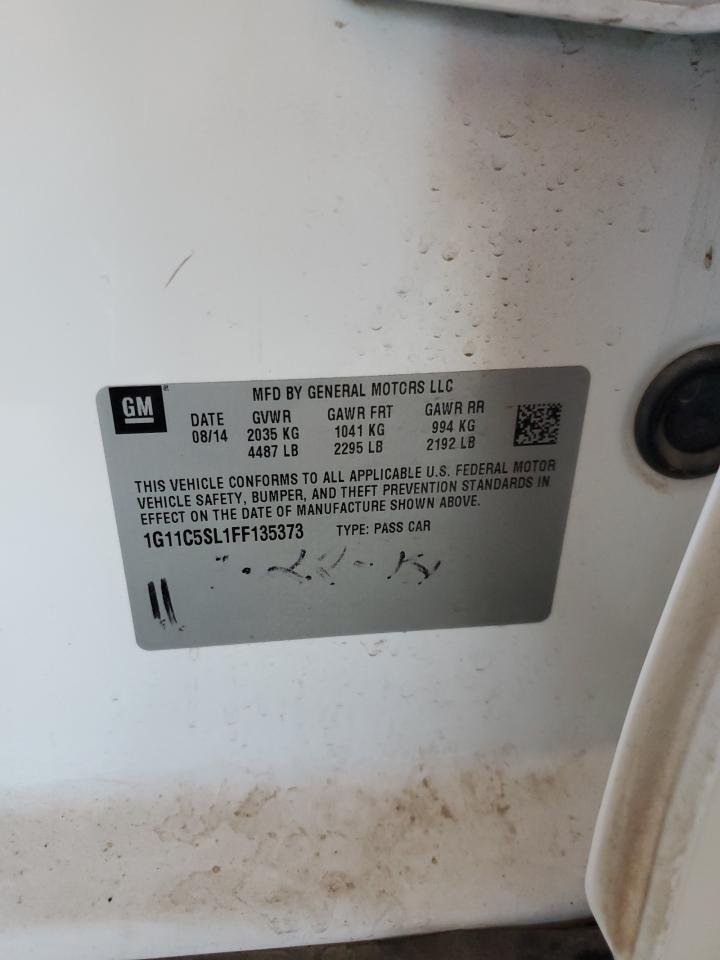 GM
MFD BY GENERAL MOTORS LLC
DATE GVWR GAWR FRT GAWR RR
08/14 2035 KG 1041 KG 994 KG
4487 LB 2295 LB 2192 LB
THIS VEHICLE CONFORMS TO ALL APPLICABLE U.S. FEDERAL MOTOR
VEHICLE SAFETY, BUMPER, AND THEFT PREVENTION STANDARDS IN
EFFECT ON THE DATE OF MANUFACTURE SHOWN ABOVE.
1G11C5SL1FF135373 TYPE: PASS CAR